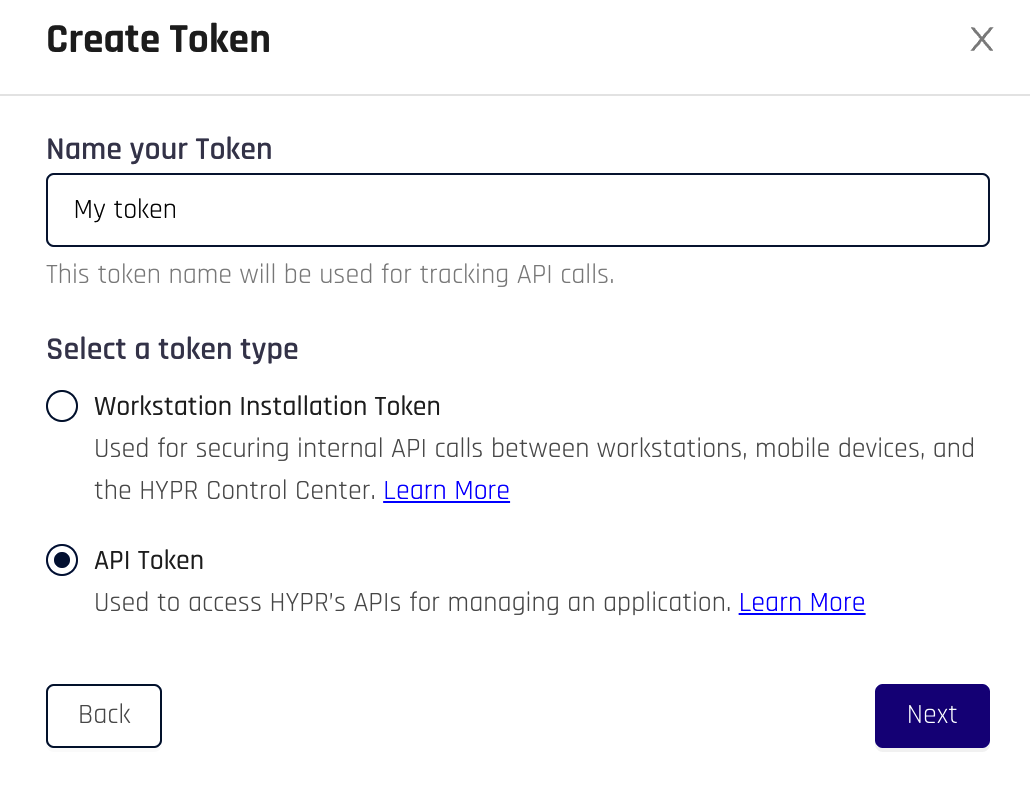 Create Token
X
Name your Token
My token
This token name will be used for tracking API calls.
Select a token type
Workstation Installation Token
Used for securing internal API calls between workstations, mobile devices, and
the HYPR Control Center. Learn More
API Token
Used to access HYPR’s APIs for managing an application. Learn More
Back
Next